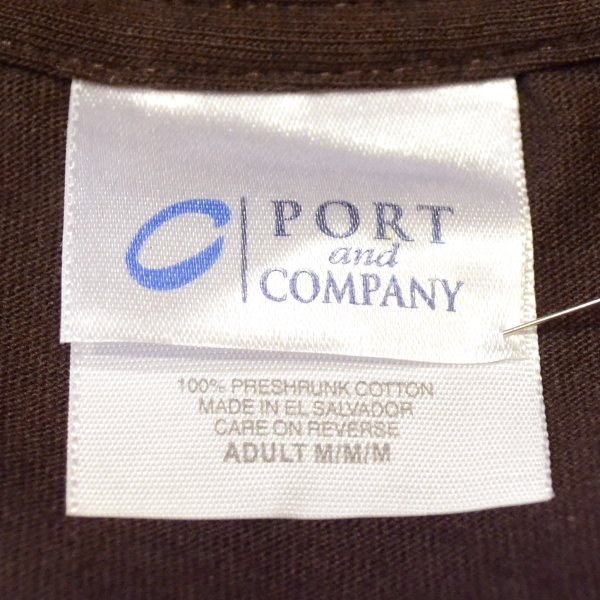 PORT
and
COMPANY
100% PRESHRUNK COTTON
MADE IN EL SALVADOR
CARE ON REVERSE
ADULT M/M/M